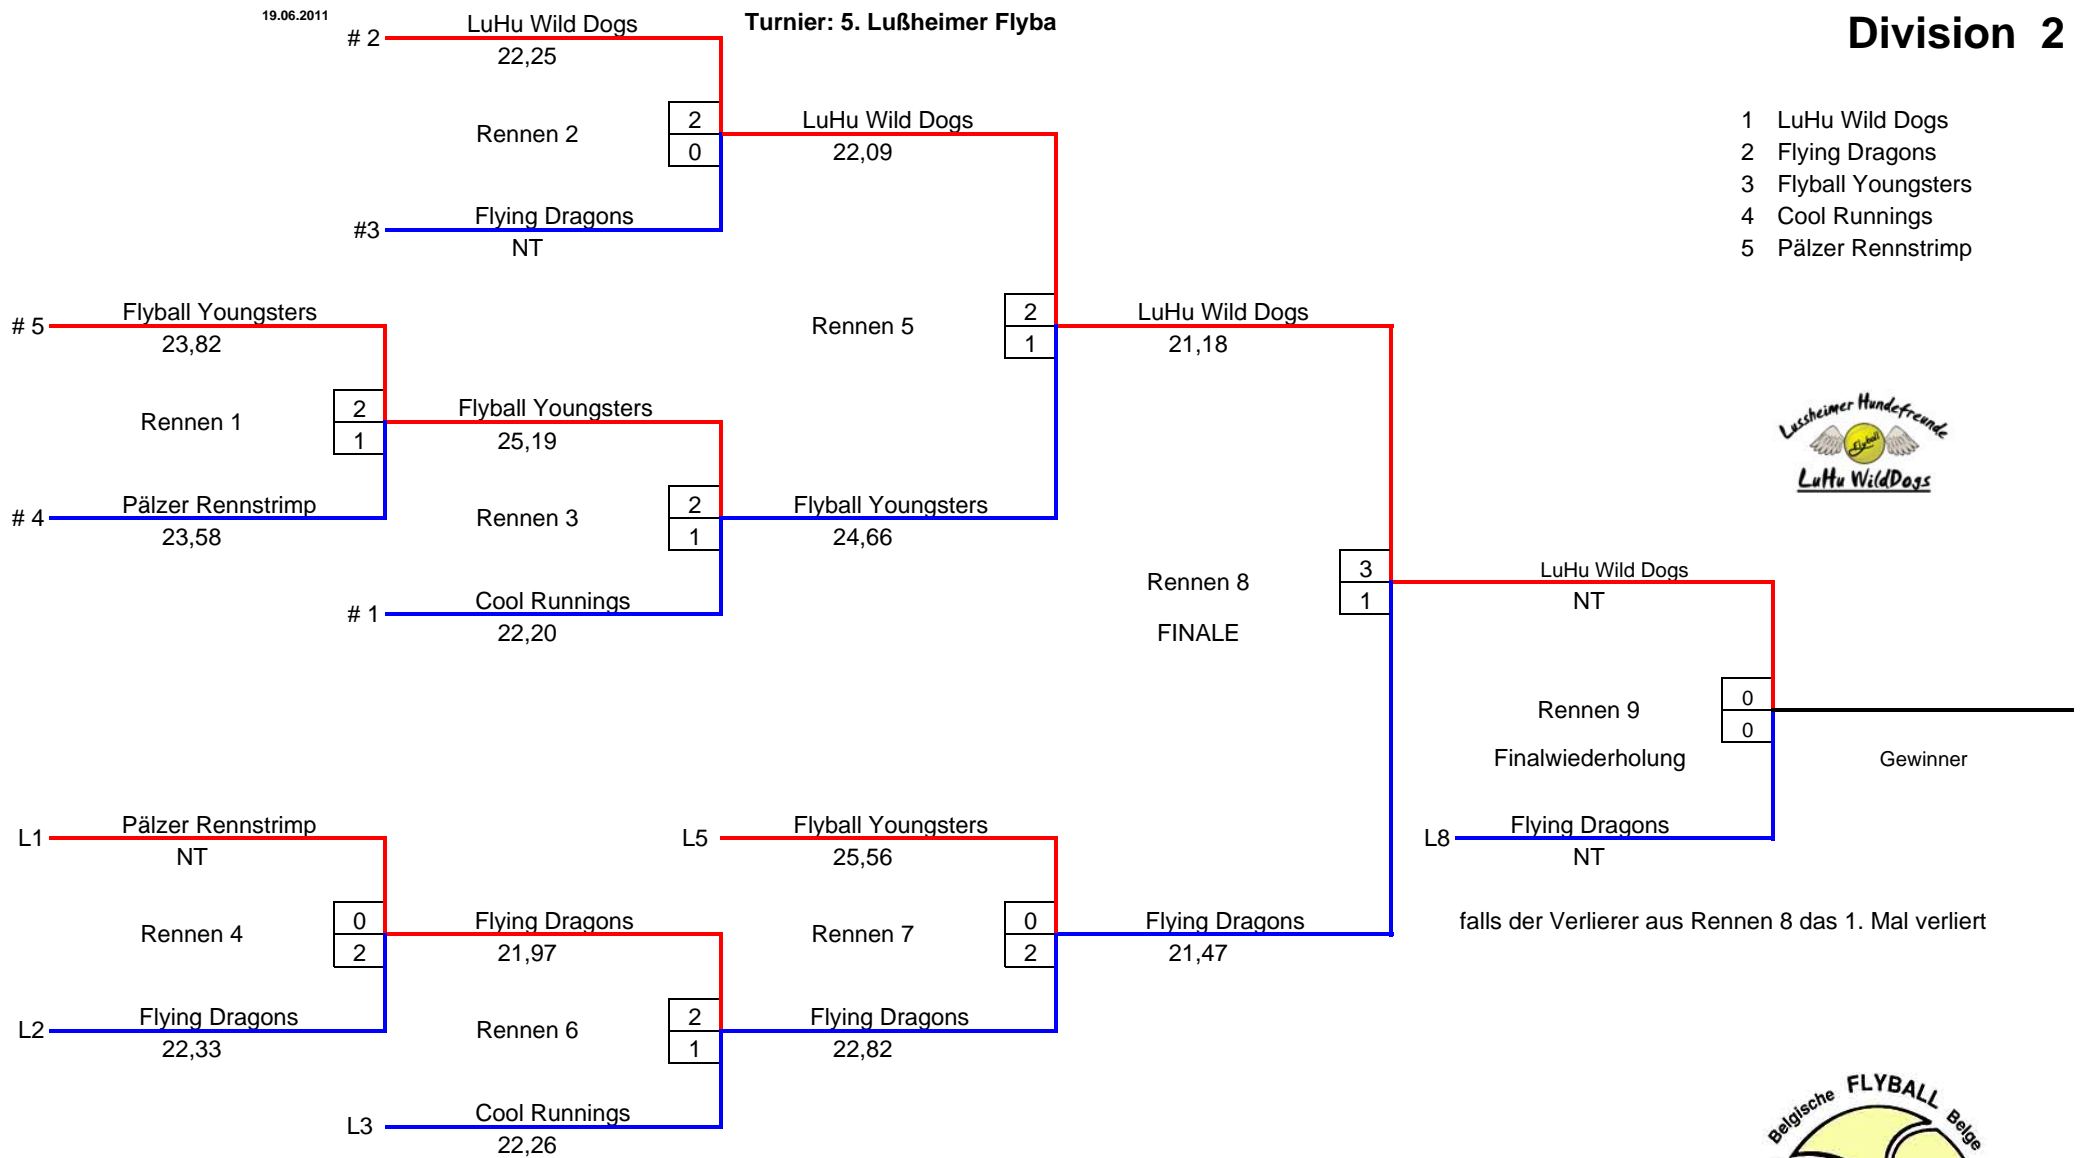 19.06.2011
Turnier: 5. Lußheimer Flyba
Division 2
# 2
LuHu Wild Dogs
22,25
Rennen 2
2
0
LuHu Wild Dogs
22,09
#3
Flying Dragons
NT
1 LuHu Wild Dogs
2 Flying Dragons
3 Flyball Youngsters
4 Cool Runnings
5 Pälzer Rennstrimp
# 5
Flyball Youngsters
23,82
Rennen 1
2
1
Flyball Youngsters
25,19
# 4
Pälzer Rennstrimp
23,58
Rennen 3
2
1
Flyball Youngsters
24,66
# 1
Cool Runnings
22,20
Rennen 5
2
1
LuHu Wild Dogs
21,18
Lussheimer Hundefreunde
Flyball
LuHu WildDogs
Rennen 8
FINALE
3
1
LuHu Wild Dogs
NT
Rennen 9
Finalwiederholung
0
0
Gewinner
L8
Flying Dragons
NT
falls der Verlierer aus Rennen 8 das 1. Mal verliert
L1
Pälzer Rennstrimp
NT
Rennen 4
0
2
Flying Dragons
21,97
L2
Flying Dragons
22,33
L5
Flyball Youngsters
25,56
Rennen 7
0
2
Flying Dragons
21,47
Rennen 6
2
1
Flying Dragons
22,82
L3
Cool Runnings
22,26
Belgische FLYBALL Belge